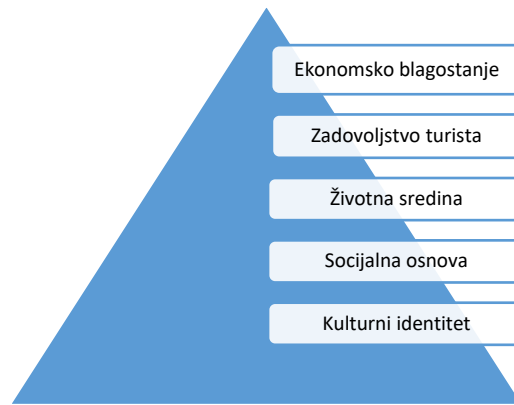 Ekonomsko blagostanje
Zadovoljstvo turista
Životna sredina
Socijalna osnova
Kulturni identitet